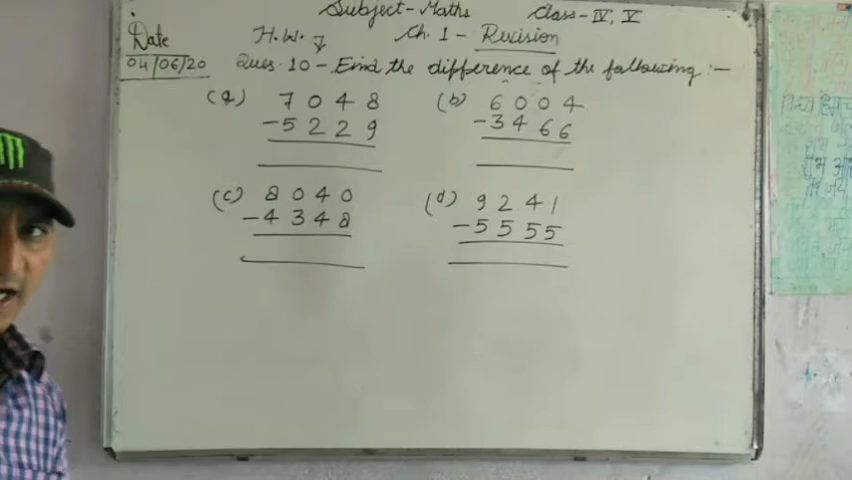 Subject - Maths Class - IV, V
Date H.W. 7 Ch. 1 - Revision
04/06/20 Ques. 10 - Find the difference of the following :-
(a) 7048 (b) 6004
-5229 -3466
(c) 8040 (d) 9241
-4348 -5555